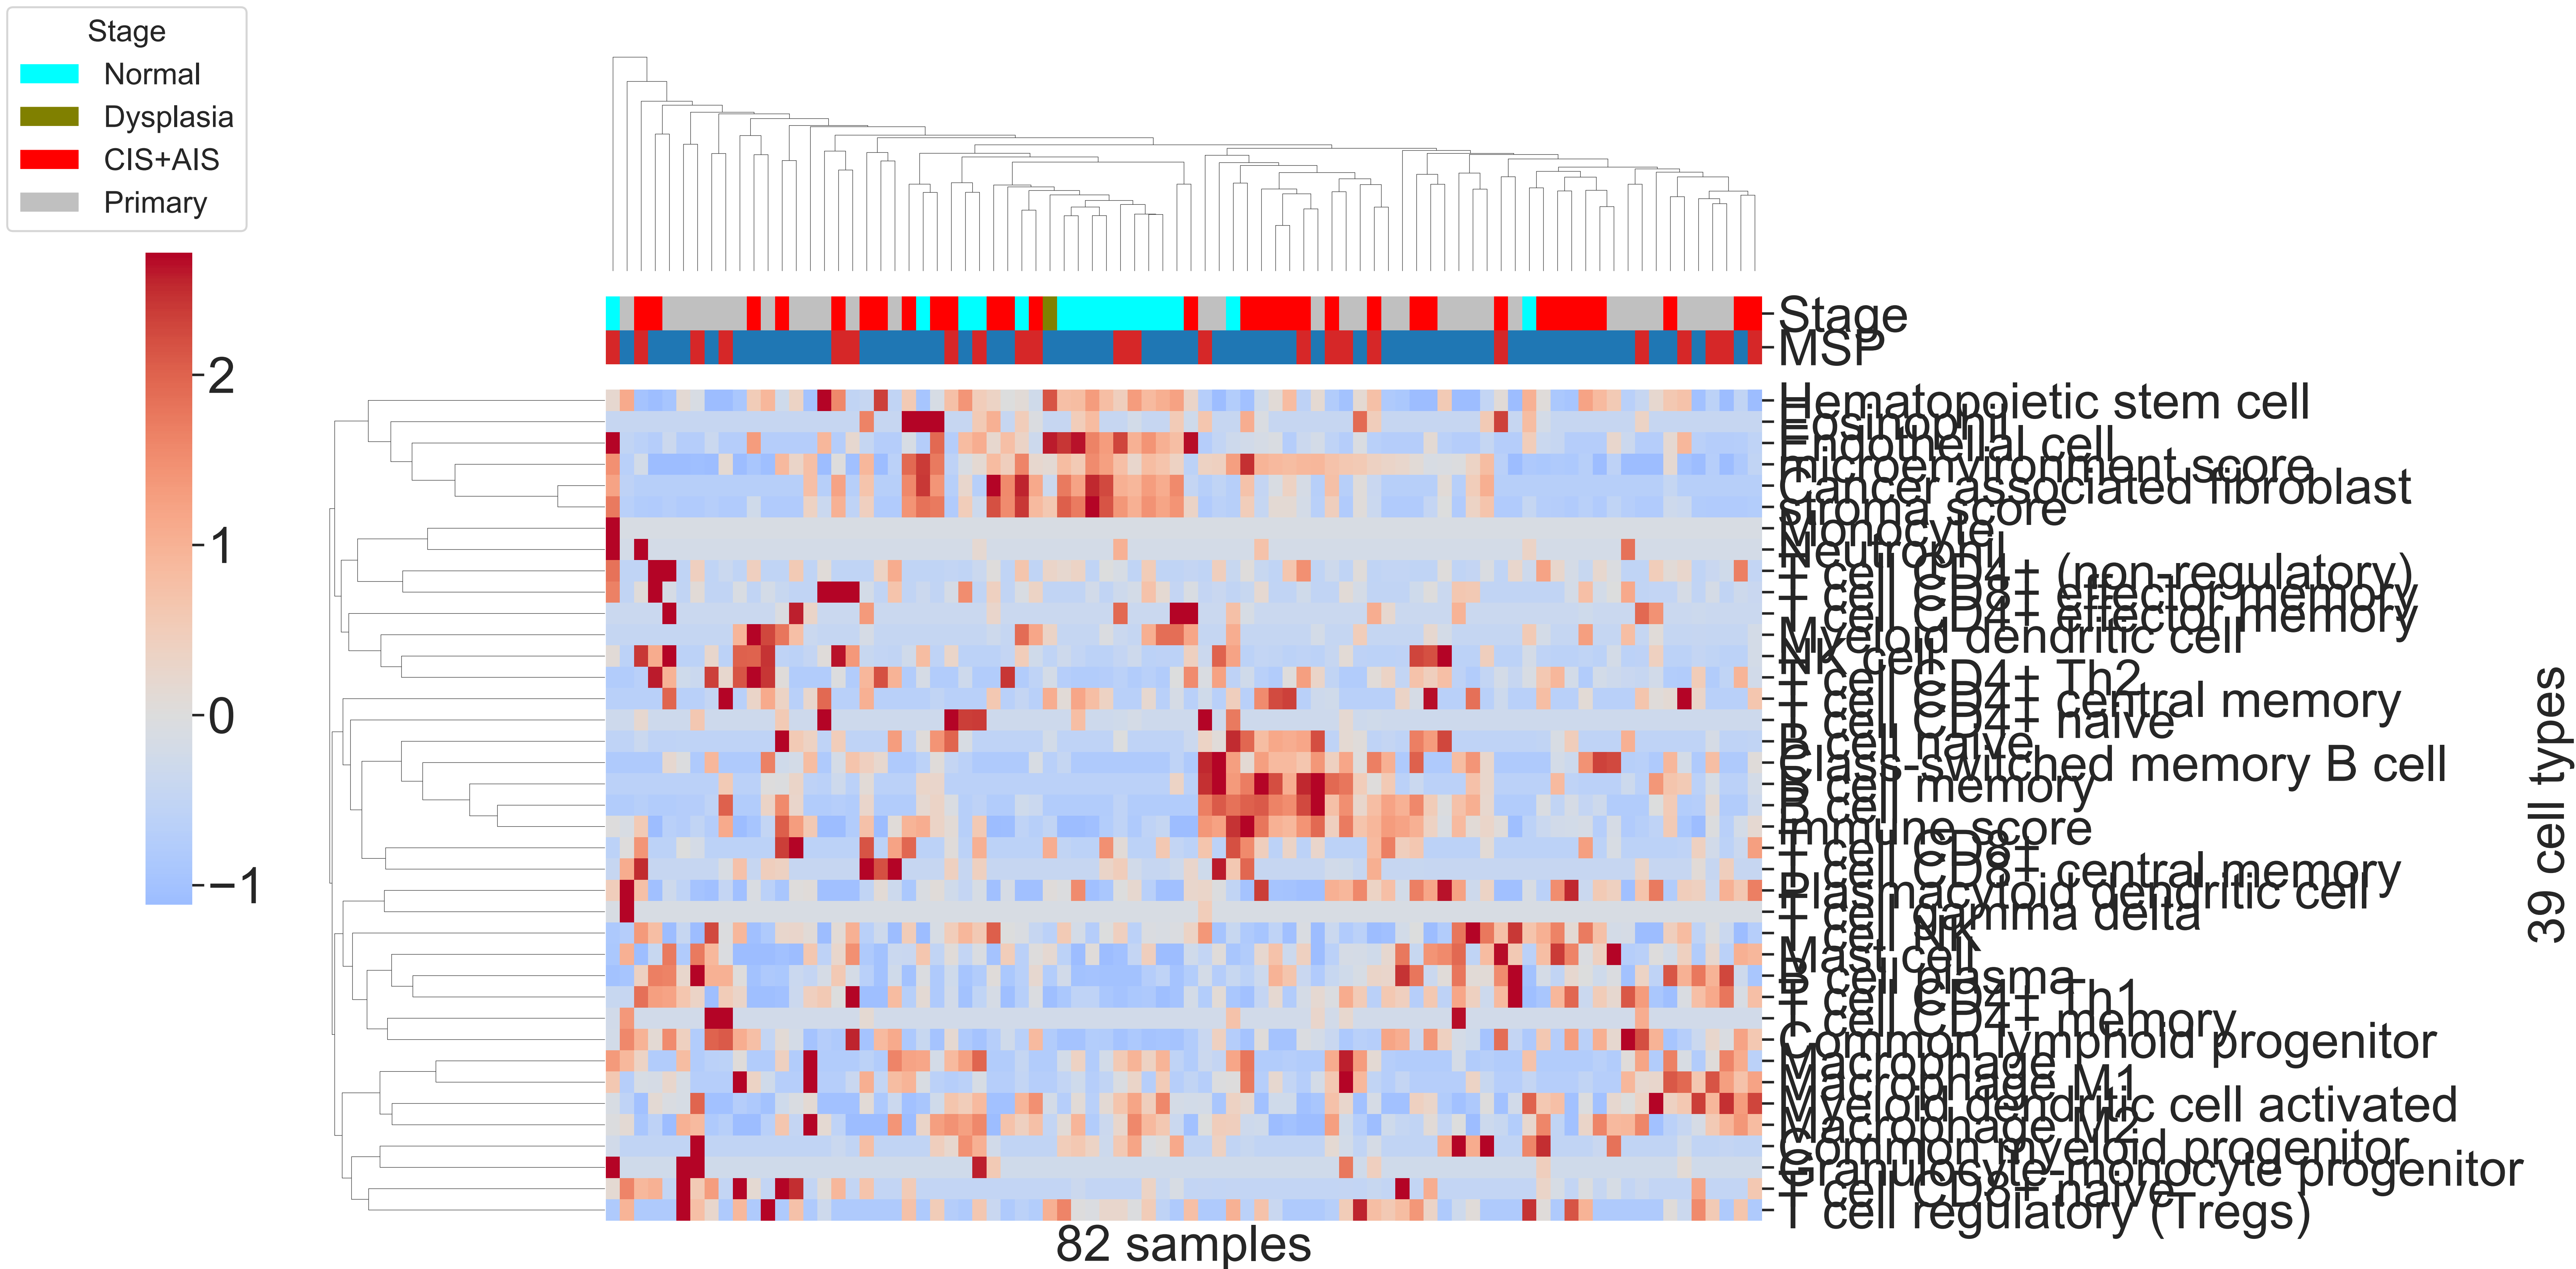 Stage
Normal
Dysplasia
CIS+AIS
Primary
2
1
0
−1
Stage
MSP
Hematopoietic stem cell
Eosinophil
Endothelial cell
microenvironment score
Cancer associated fibroblast
stroma score
Monocyte
Neutrophil
T cell CD4+ (non-regulatory)
T cell CD8+ effector memory
T cell CD4+ effector memory
Myeloid dendritic cell
NK cell
T cell CD4+ Th2
T cell CD4+ central memory
T cell CD4+ naive
B cell naive
Class-switched memory B cell
B cell memory
B cell
immune score
T cell CD8+
T cell CD8+ central memory
Plasmacytoid dendritic cell
T cell gamma delta
T cell NK
Mast cell
B cell plasma
T cell CD4+ Th1
T cell CD4+ memory
Common lymphoid progenitor
Macrophage
Macrophage M1
Myeloid dendritic cell activated
Macrophage M2
Common myeloid progenitor
Granulocyte-monocyte progenitor
T cell CD8+ naive
T cell regulatory (Tregs)
39 cell types
82 samples